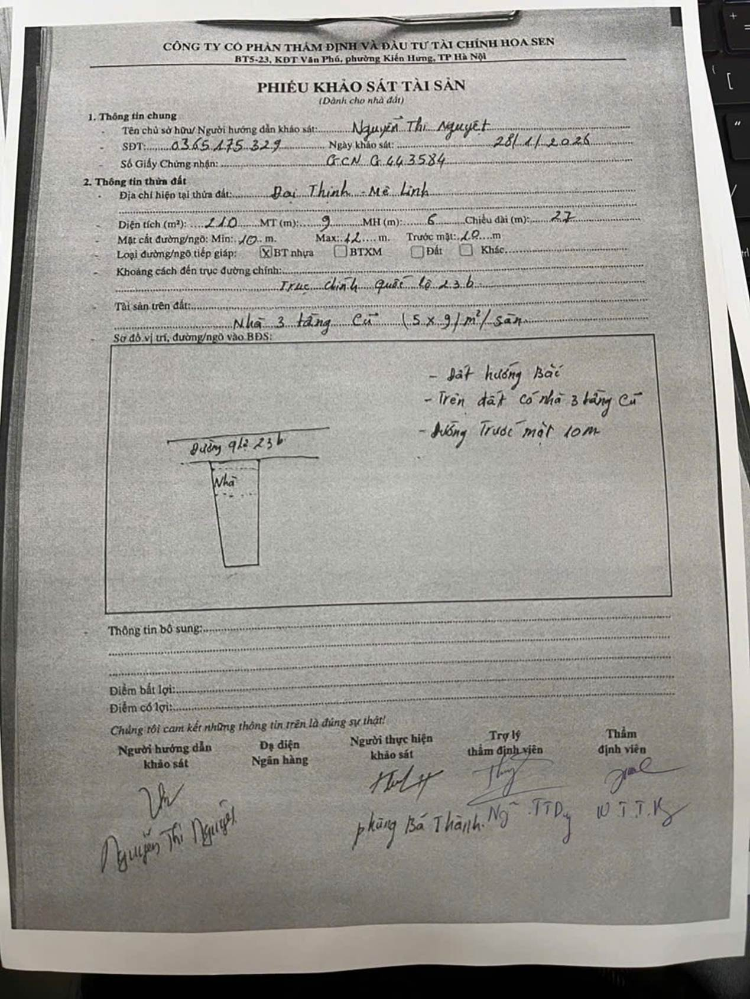 CÔNG TY CỔ PHẦN THẨM ĐỊNH VÀ ĐẦU TƯ TÀI CHÍNH HOA SEN
BT5-23, KĐT Văn Phú, phường Kiến Hưng, TP Hà Nội
PHIẾU KHẢO SÁT TÀI SẢN
(Dành cho nhà đất)
1. Thông tin chung
- Tên chủ sở hữu/ Người hướng dẫn khảo sát: Nguyễn Thị Nguyệt
- SĐT: 0365.175.329 Ngày khảo sát: 28/1/2026
- Số Giấy Chứng nhận: GCN G 443584
2. Thông tin thửa đất
- Địa chỉ hiện tại thửa đất: Đại Thịnh - Mê Linh
- Diện tích (m²): 210 MT (m): 9 MH (m): 6 Chiều dài (m): 27
- Mặt cắt đường/ngõ: Min: 10 m. Max: 12 m. Trước mặt: 10 m
- Loại đường/ngõ tiếp giáp: X BT nhựa BTXM Đất Khác
- Khoảng cách đến trục đường chính:
Trục chính quốc lộ 23b
- Tài sản trên đất:
Nhà 3 tầng cũ (5 x 9) m²/ sàn
- Sơ đồ vị trí, đường/ngõ vào BĐS:
- Đất hướng Bắc
- Trên đất có nhà 3 tầng cũ
- Đường Trước mặt 10m
Đường ql2 23b
Nhà
- Thông tin bổ sung:
Điểm bất lợi:
Điểm có lợi:
Chúng tôi cam kết những thông tin trên là đúng sự thật!
Người hướng dẫn khảo sát
Đạ diện Ngân hàng
Người thực hiện khảo sát
Trợ lý thẩm định viên
Thẩm định viên
Nguyễn Thị Nguyệt
Phùng Bá Thành